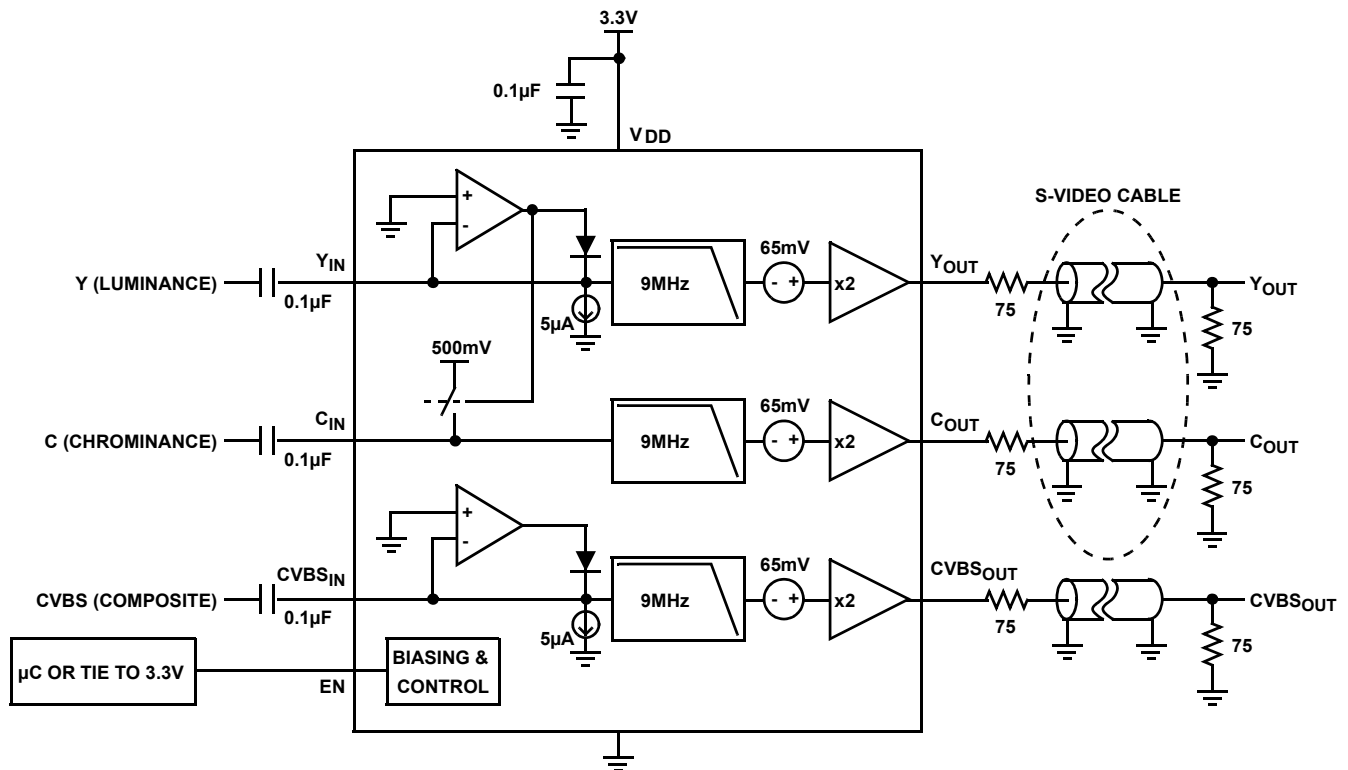 3.3V
0.1µF
VDD
S-VIDEO CABLE
+
-
Y (LUMINANCE)
0.1µF
YIN
5µA
9MHz
65mV
- +
x2
YOUT
75
YOUT
75
500mV
C (CHROMINANCE)
0.1µF
CIN
9MHz
65mV
- +
x2
COUT
75
COUT
75
+
-
CVBS (COMPOSITE)
0.1µF
CVBSIN
5µA
9MHz
65mV
- +
x2
CVBSOUT
75
CVBSOUT
75
µC OR TIE TO 3.3V
EN
BIASING &
CONTROL